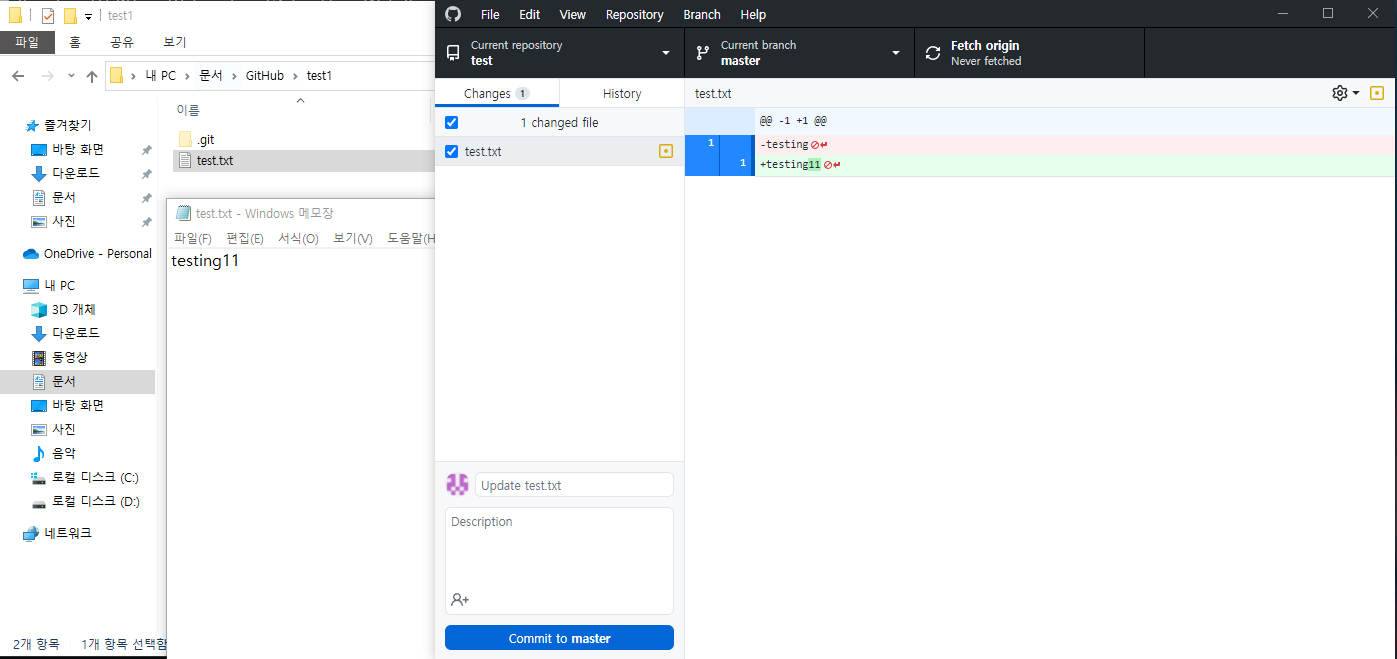 test1
파일 홈 공유 보기
내 PC 문서 GitHub test1
이름
.git
test.txt
즐겨찾기
바탕 화면
다운로드
문서
사진
OneDrive - Personal
내 PC
3D 개체
다운로드
동영상
문서
바탕 화면
사진
음악
로컬 디스크 (C:)
로컬 디스크 (D:)
네트워크
2개 항목 1개 항목 선택함
test.txt - Windows 메모장
파일(F) 편집(E) 서식(O) 보기(V) 도움말(H
testing11
File Edit View Repository Branch Help
Current repository
test
Current branch
master
Fetch origin
Never fetched
Changes 1 History
1 changed file
test.txt
Update test.txt
Description
Commit to master
test.txt
@@ -1 +1 @@
1 -testing
1 +testing11